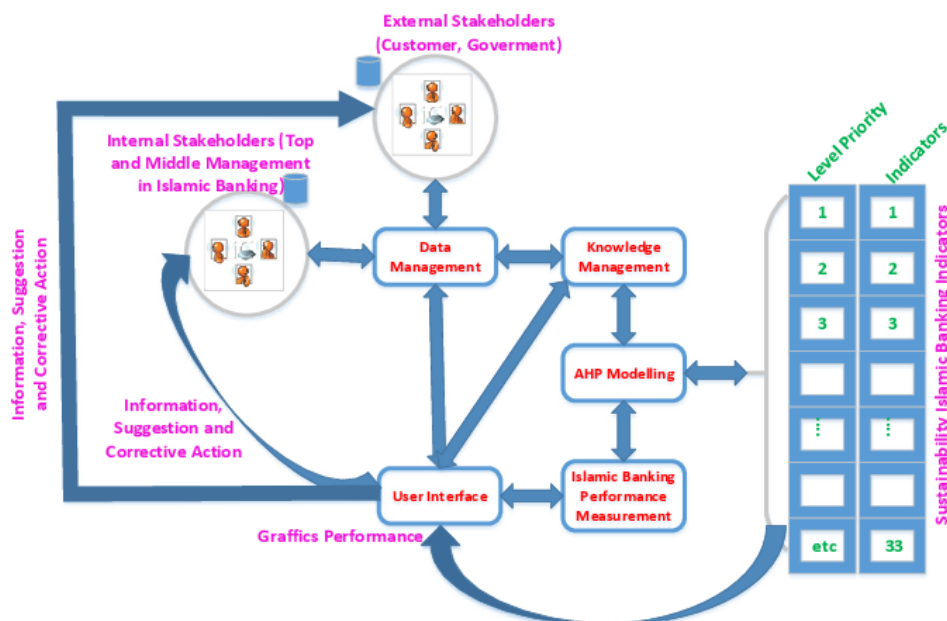 External Stakeholders
(Customer, Goverment)
Internal Stakeholders (Top
and Middle Management
in Islamic Banking)
Level Priority
Indicators
Data
Management
Knowledge
Management
AHP Modelling
User Interface
Islamic Banking
Performance
Measurement
Information, Suggestion
and Corrective Action
Information,
Suggestion and
Corrective Action
Graffics Performance
1 1
2 2
3 3
⋮ ⋮
etc 33
Sustainability Islamic Banking Indicators